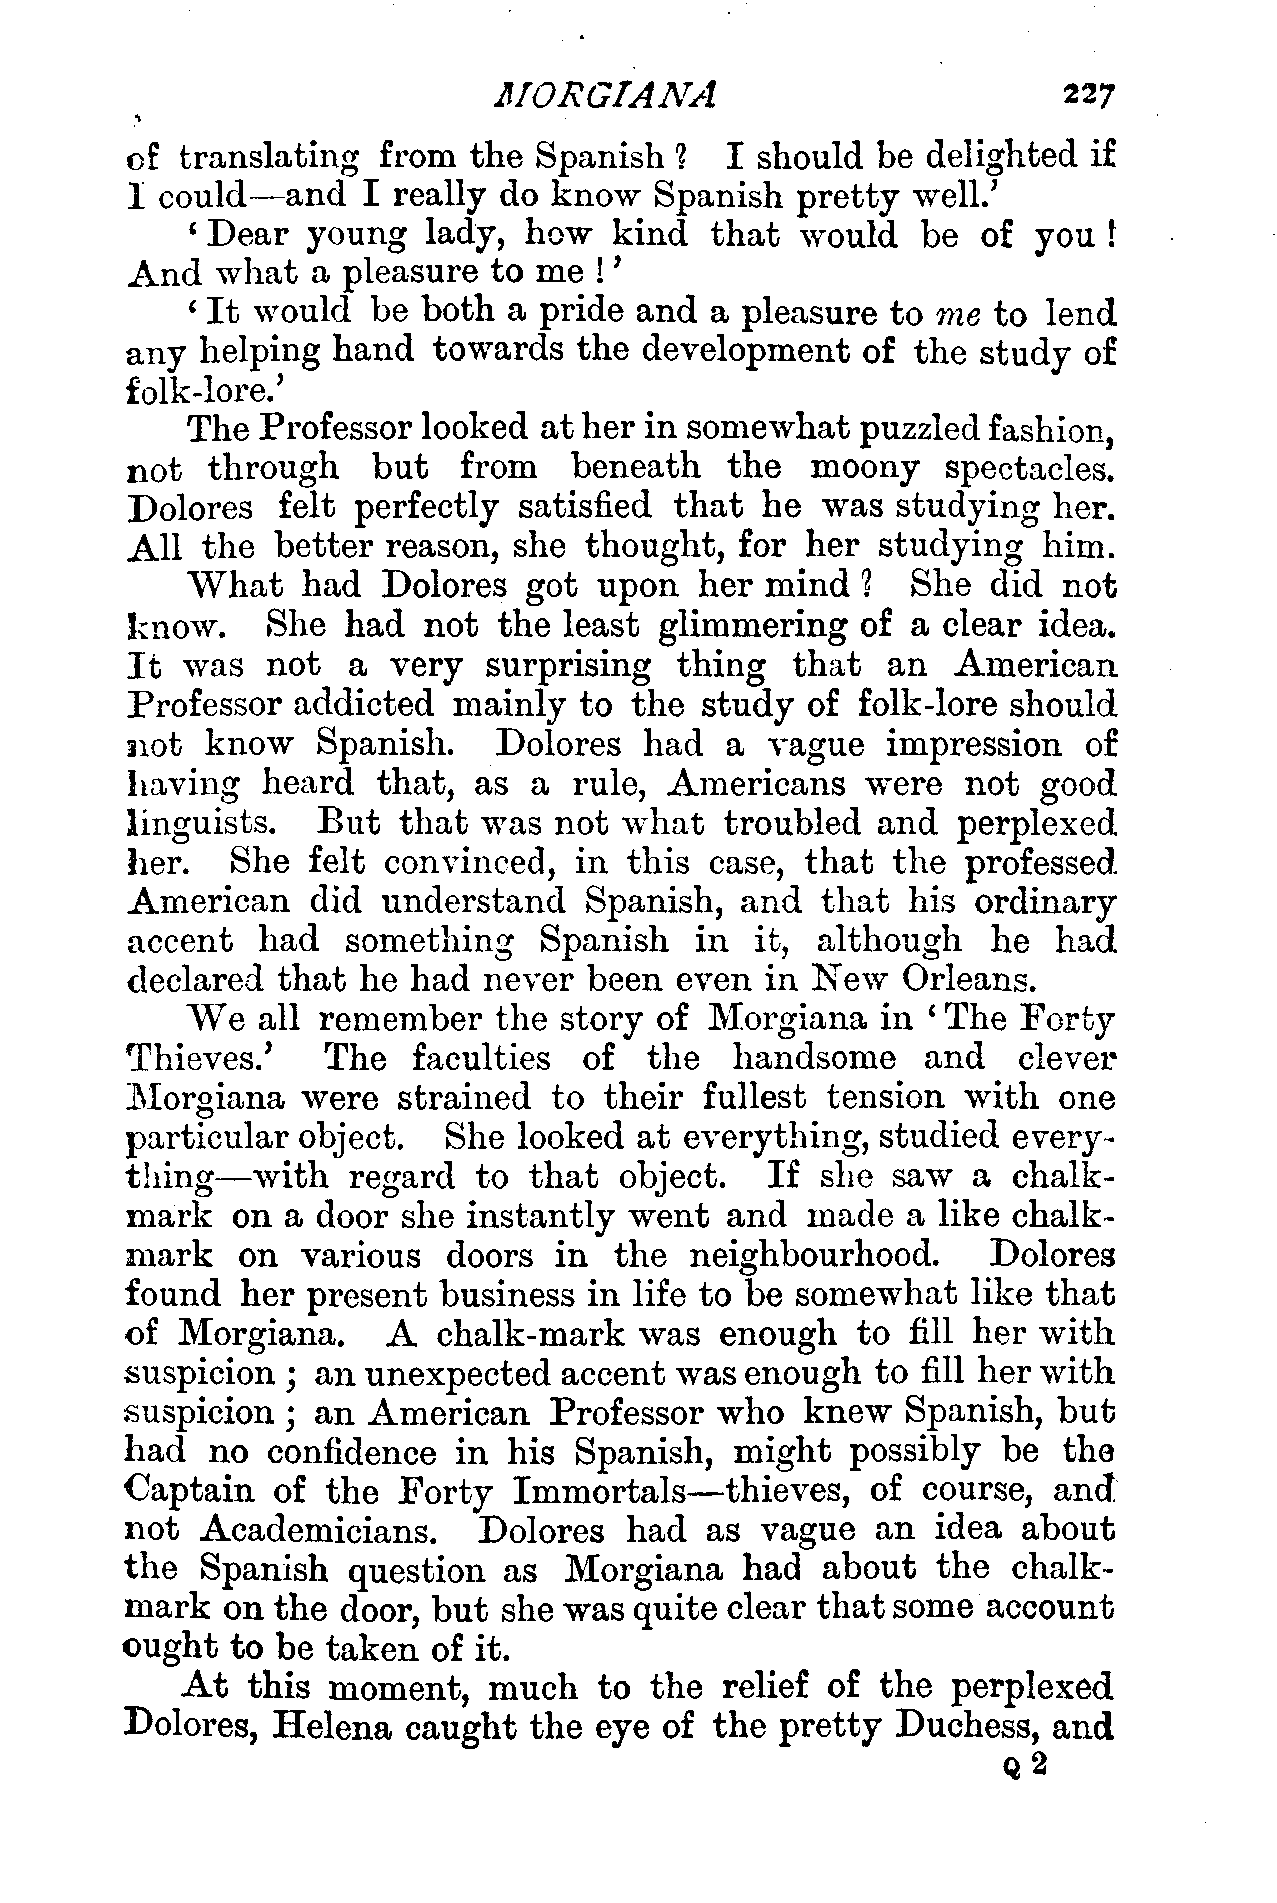 MORGIANA 227
of translating from the Spanish ? I should be delighted if
I could—and I really do know Spanish pretty well.’
‘ Dear young lady, how kind that would be of you !
And what a pleasure to me ! ’
‘ It would be both a pride and a pleasure to me to lend
any helping hand towards the development of the study of
folk-lore.’
The Professor looked at her in somewhat puzzled fashion,
not through but from beneath the moony spectacles.
Dolores felt perfectly satisfied that he was studying her.
All the better reason, she thought, for her studying him.
What had Dolores got upon her mind ? She did not
know. She had not the least glimmering of a clear idea.
It was not a very surprising thing that an American
Professor addicted mainly to the study of folk-lore should
not know Spanish. Dolores had a vague impression of
having heard that, as a rule, Americans were not good
linguists. But that was not what troubled and perplexed
her. She felt convinced, in this case, that the professed
American did understand Spanish, and that his ordinary
accent had something Spanish in it, although he had
declared that he had never been even in New Orleans.
We all remember the story of Morgiana in ‘ The Forty
Thieves.’ The faculties of the handsome and clever
Morgiana were strained to their fullest tension with one
particular object. She looked at everything, studied every-
thing—with regard to that object. If she saw a chalk-
mark on a door she instantly went and made a like chalk-
mark on various doors in the neighbourhood. Dolores
found her present business in life to be somewhat like that
of Morgiana. A chalk-mark was enough to fill her with
suspicion ; an unexpected accent was enough to fill her with
suspicion ; an American Professor who knew Spanish, but
had no confidence in his Spanish, might possibly be the
Captain of the Forty Immortals—thieves, of course, and
not Academicians. Dolores had as vague an idea about
the Spanish question as Morgiana had about the chalk-
mark on the door, but she was quite clear that some account
ought to be taken of it.
At this moment, much to the relief of the perplexed
Dolores, Helena caught the eye of the pretty Duchess, and
Q 2